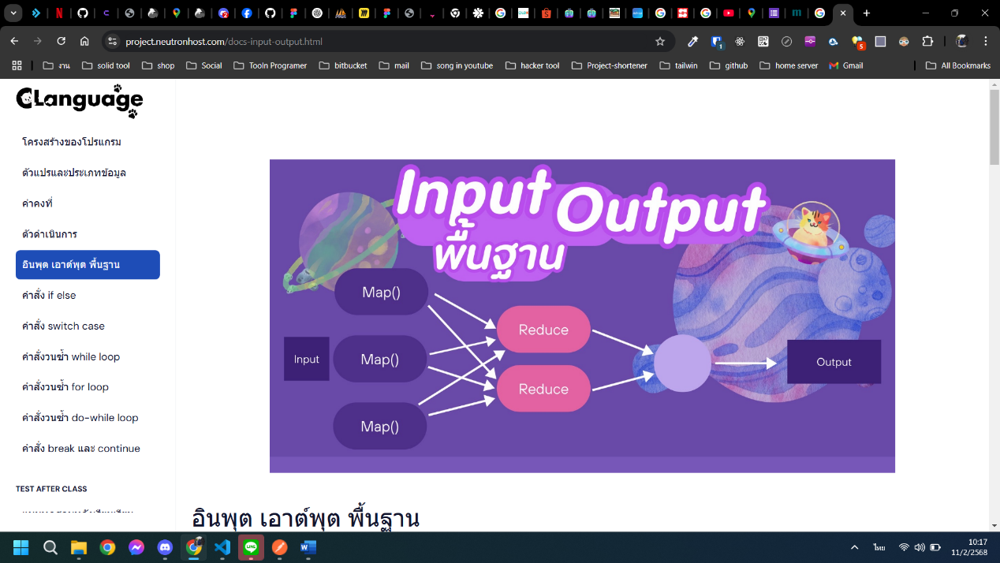 project.neutronhost.com/docs-input-output.html
งาน
solid tool
shop
Social
Tooln Programer
bitbucket
mail
song in youtube
hacker tool
Project-shortener
tailwin
github
home server
Gmail
All Bookmarks
CLanguage
โครงสร้างของโปรแกรม
ตัวแปรและประเภทข้อมูล
ค่าคงที่
ตัวดำเนินการ
อินพุต เอาต์พุต พื้นฐาน
คำสั่ง if else
คำสั่ง switch case
คำสั่งวนซ้ำ while loop
คำสั่งวนซ้ำ for loop
คำสั่งวนซ้ำ do-while loop
คำสั่ง break และ continue
TEST AFTER CLASS
Input Output
พื้นฐาน
Map()
Reduce
Input
Map()
Output
Reduce
Map()
อินพุต เอาต์พุต พื้นฐาน
ไทย
10:17
11/2/2568